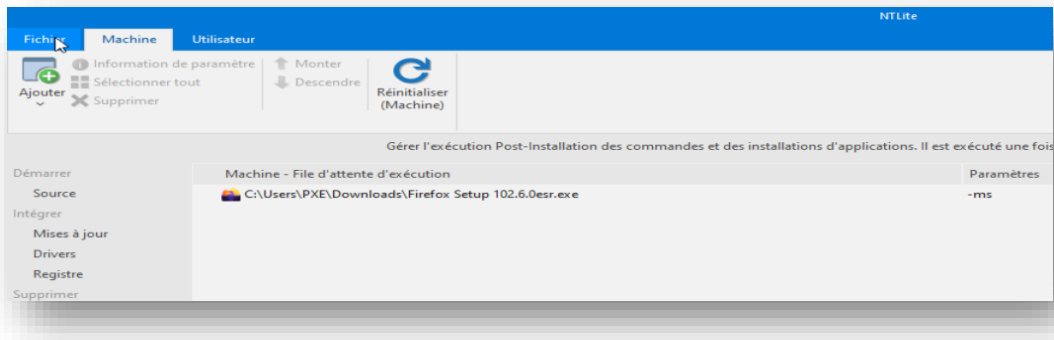 NTLite
Fichier Machine Utilisateur
Ajouter
Information de paramètre
Sélectionner tout
Supprimer
Monter
Descendre
Réinitialiser
(Machine)
Gérer l'exécution Post-Installation des commandes et des installations d'applications. Il est exécuté une fois
Démarrer
Source
Intégrer
Mises à jour
Drivers
Registre
Supprimer
Machine - File d'attente d'exécution Paramètres
C:\Users\PXE\Downloads\Firefox Setup 102.6.0esr.exe -ms